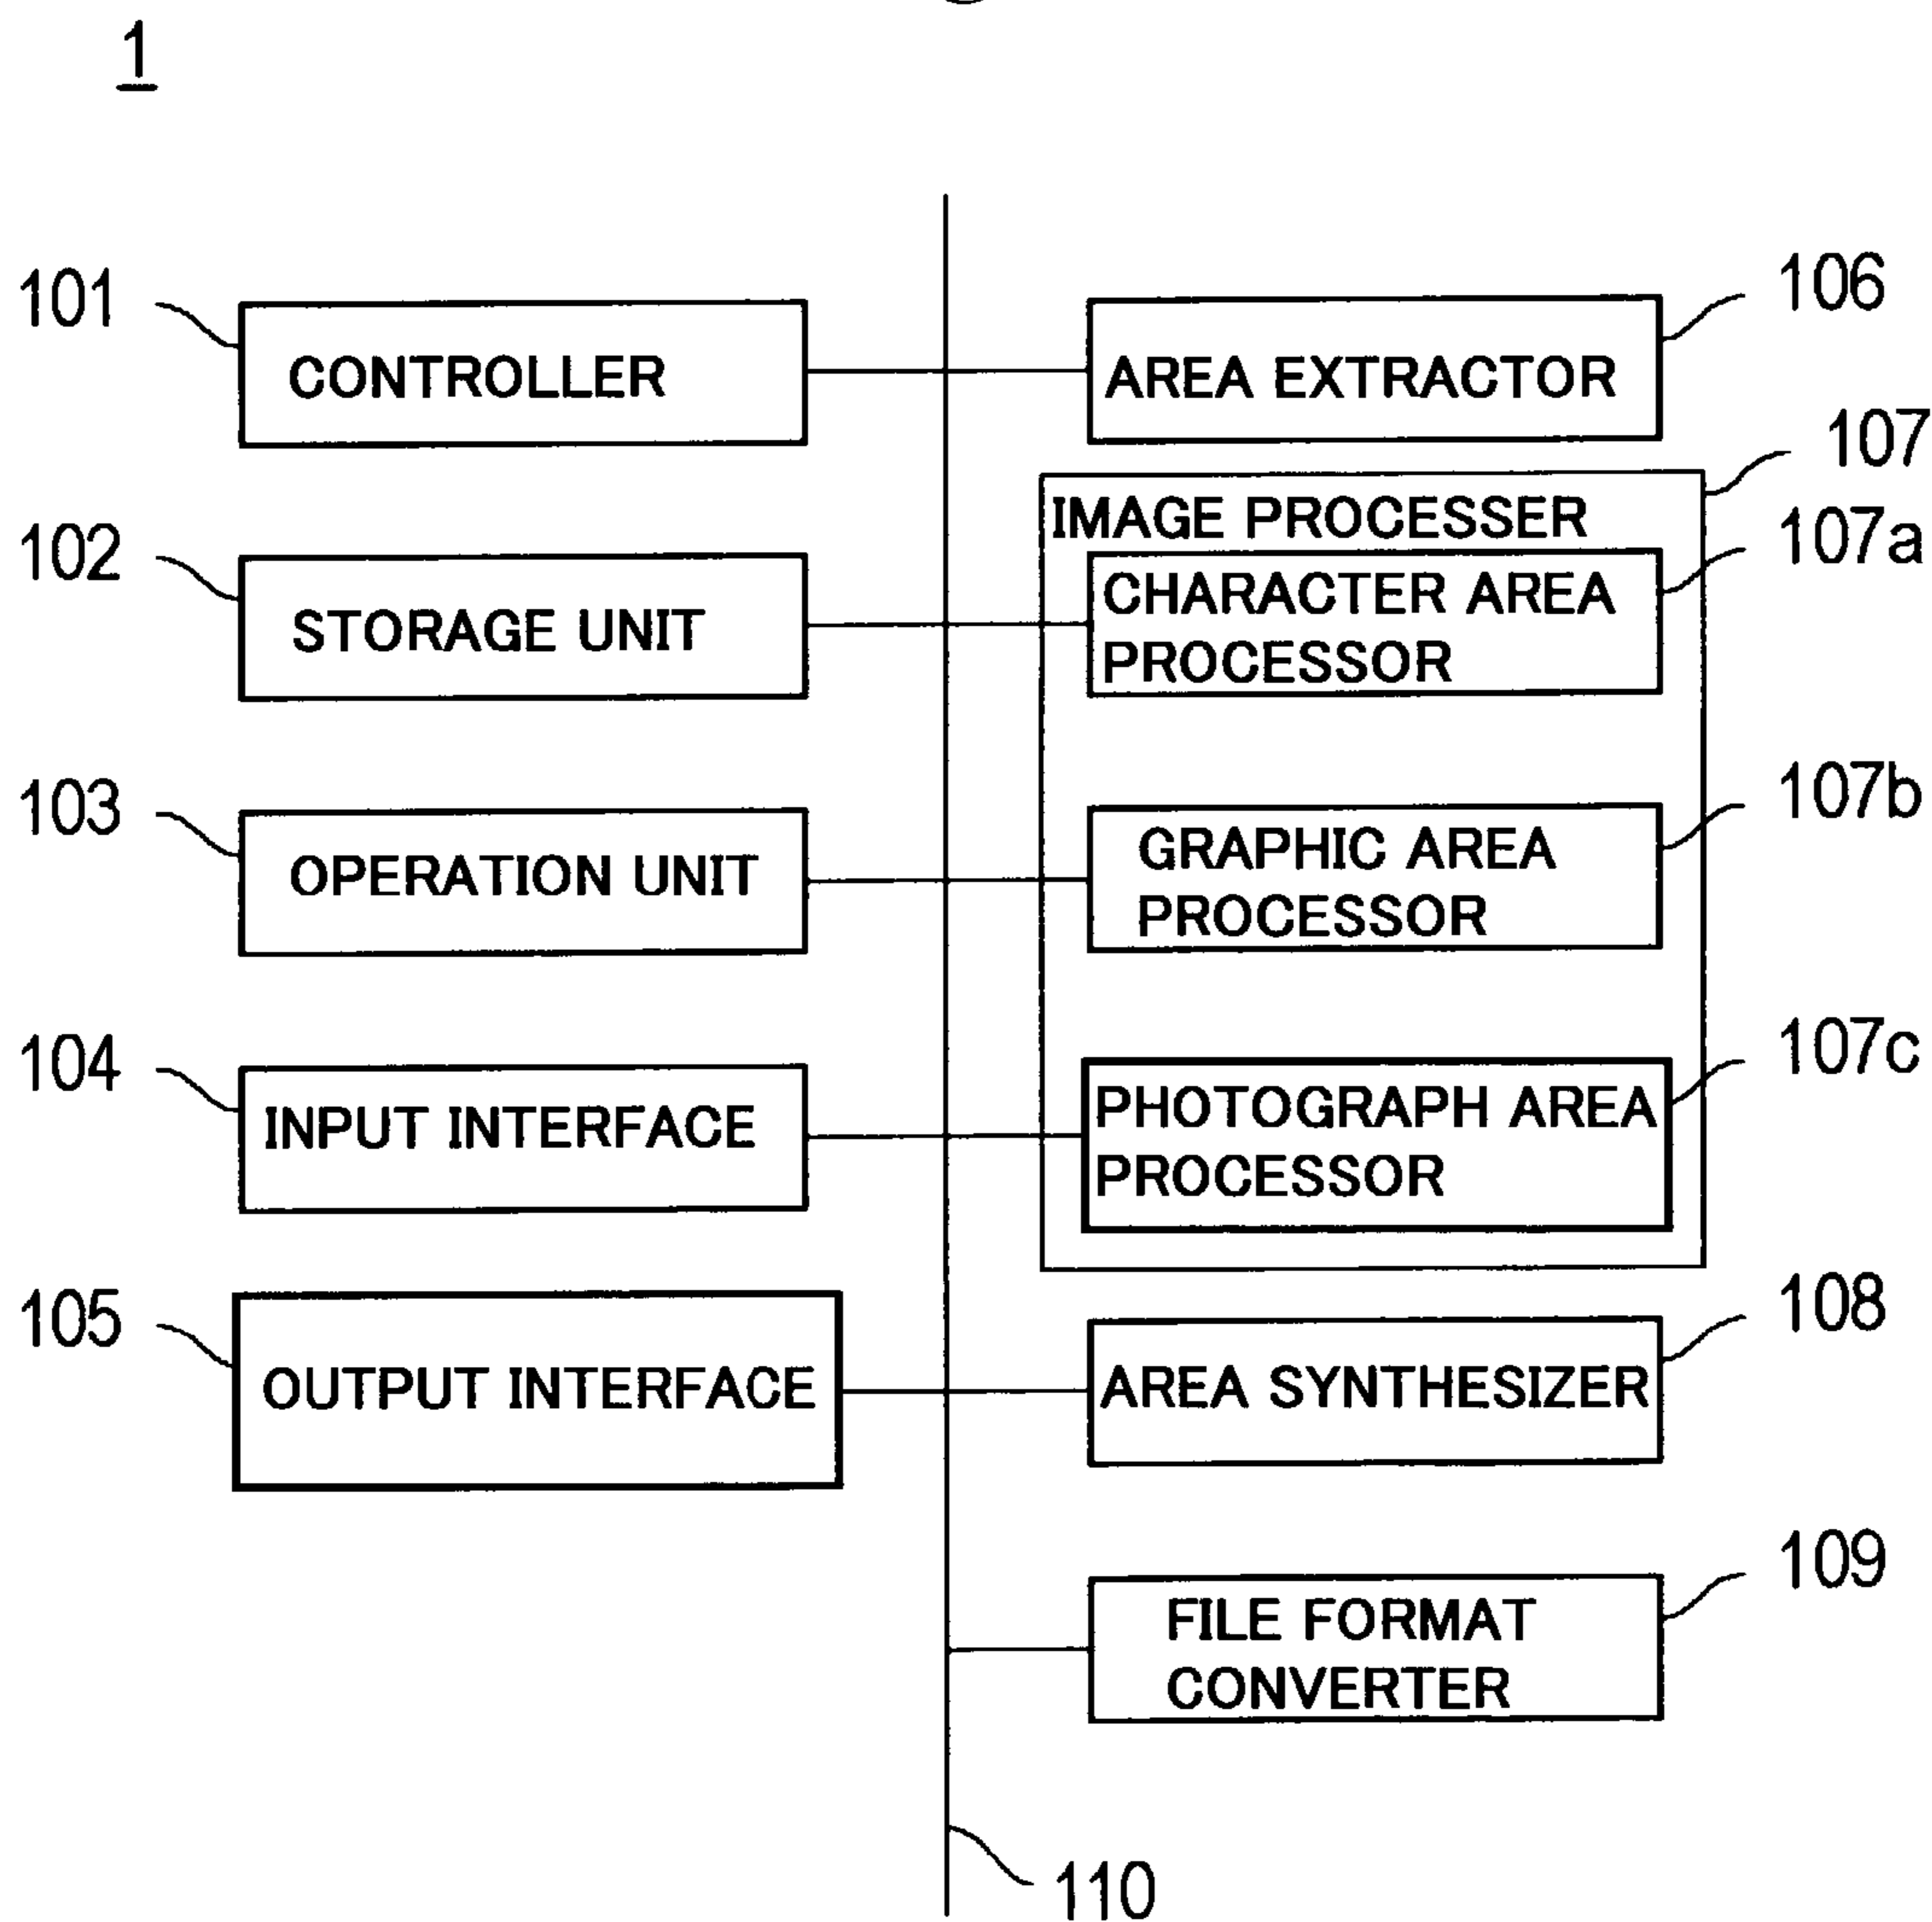 1
101
CONTROLLER
102
STORAGE UNIT
103
OPERATION UNIT
104
INPUT INTERFACE
105
OUTPUT INTERFACE
106
AREA EXTRACTOR
107
IMAGE PROCESSER
107a
CHARACTER AREA
PROCESSOR
107b
GRAPHIC AREA
PROCESSOR
107c
PHOTOGRAPH AREA
PROCESSOR
108
AREA SYNTHESIZER
109
FILE FORMAT
CONVERTER
110